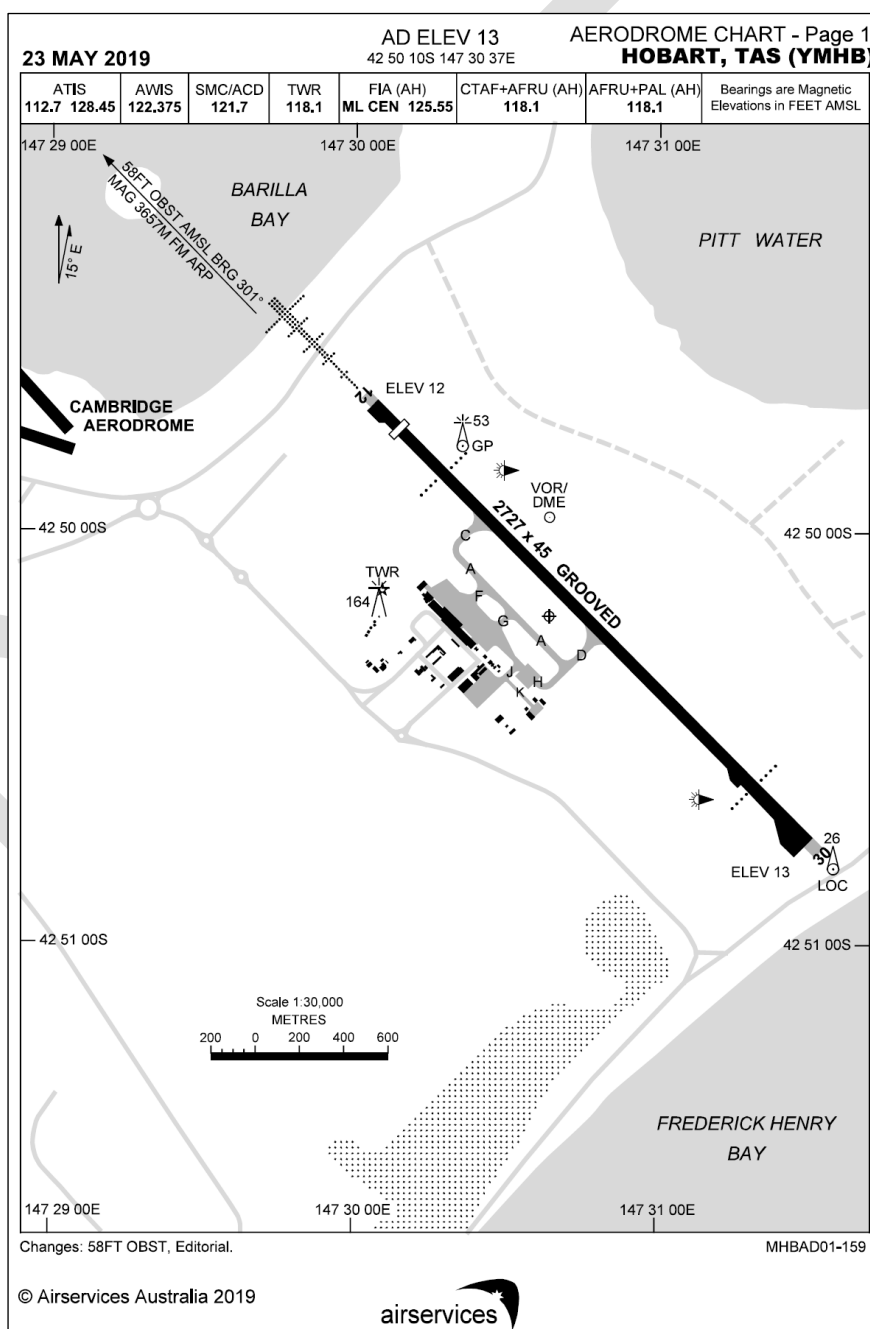 23 MAY 2019
AD ELEV 13
42 50 10S 147 30 37E
AERODROME CHART - Page 1
HOBART, TAS (YMHB)
ATIS
112.7 128.45
AWIS
122.375
SMC/ACD
121.7
TWR
118.1
FIA (AH)
ML CEN 125.55
CTAF+AFRU (AH)
118.1
AFRU+PAL (AH)
118.1
Bearings are Magnetic
Elevations in FEET AMSL
147 29 00E
147 30 00E
147 31 00E
58FT OBST AMSL BRG 301°
MAG 3657M FM ARP
BARILLA
BAY
PITT WATER
15° E
CAMBRIDGE
AERODROME
12
ELEV 12
53
GP
VOR/
DME
42 50 00S
42 50 00S
2727 x 45 GROOVED
C
A
F
G
A
D
J
H
K
TWR
164
26
30
ELEV 13
LOC
42 51 00S
42 51 00S
Scale 1:30,000
METRES
200 0 200 400 600
FREDERICK HENRY
BAY
147 29 00E
147 30 00E
147 31 00E
Changes: 58FT OBST, Editorial.
MHBAD01-159
© Airservices Australia 2019
airservices